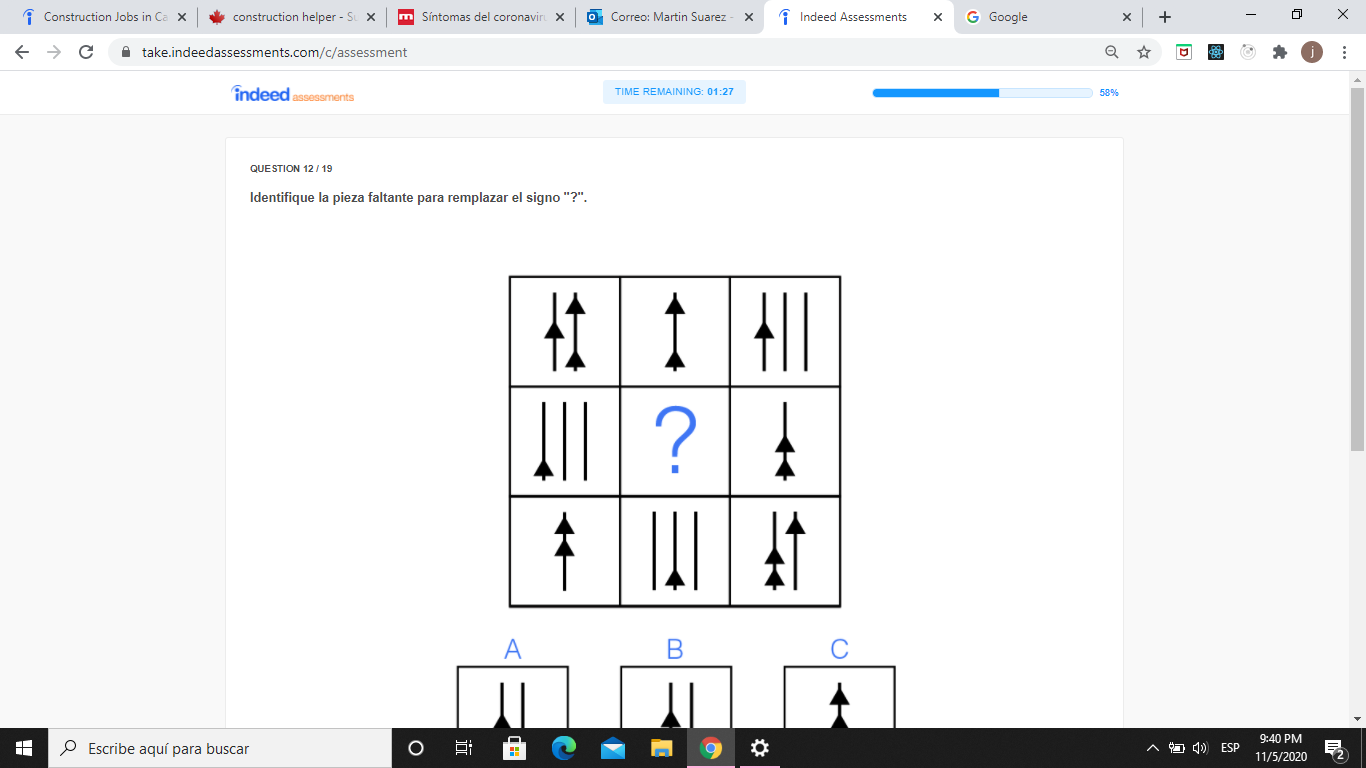 Construction Jobs in Ca
construction helper - Su
Síntomas del coronaviru
Correo: Martin Suarez -
Indeed Assessments
Google
take.indeedassessments.com/c/assessment
j
indeed assessments
TIME REMAINING: 01:27
58%
QUESTION 12 / 19
Identifique la pieza faltante para remplazar el signo "?".
?
A
B
C
Escribe aquí para buscar
ESP
9:40 PM
11/5/2020
2